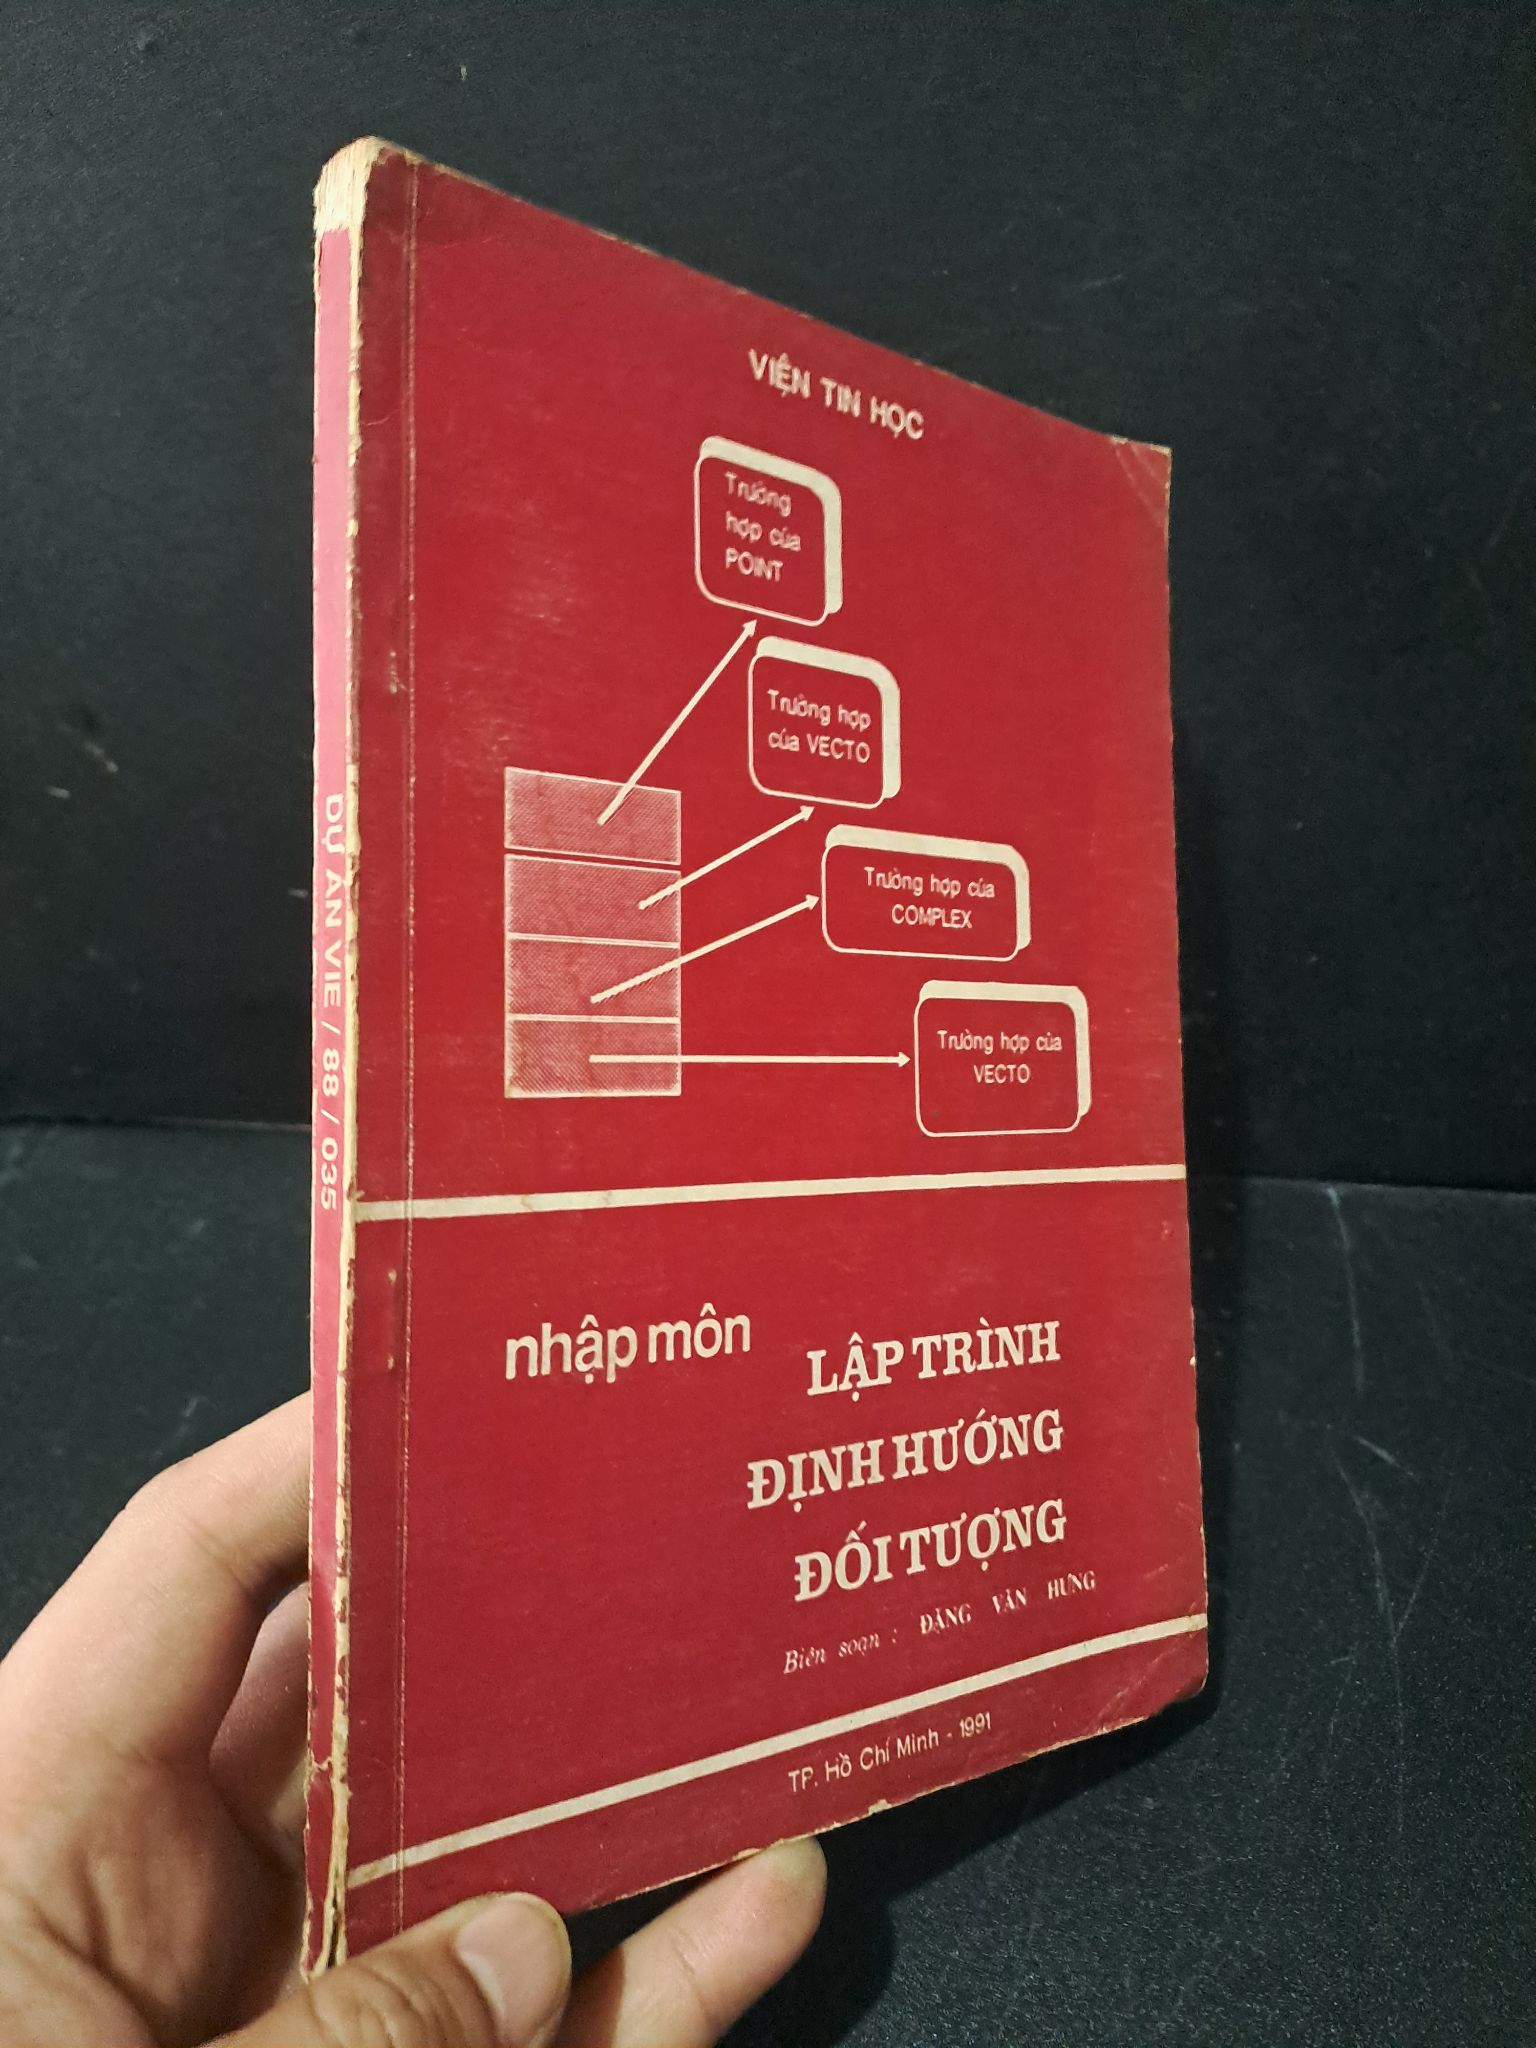 VIỆN TIN HỌC
Trường
hợp của
POINT
Trường hợp
của VECTO
Trường hợp của
COMPLEX
Trường hợp của
VECTO
nhập môn
LẬP TRÌNH
ĐỊNH HƯỚNG
ĐỐI TƯỢNG
Biên soạn : ĐẶNG VĂN HƯNG
TP. Hồ Chí Minh - 1991
DỰ ÁN VIE / 88 / 035